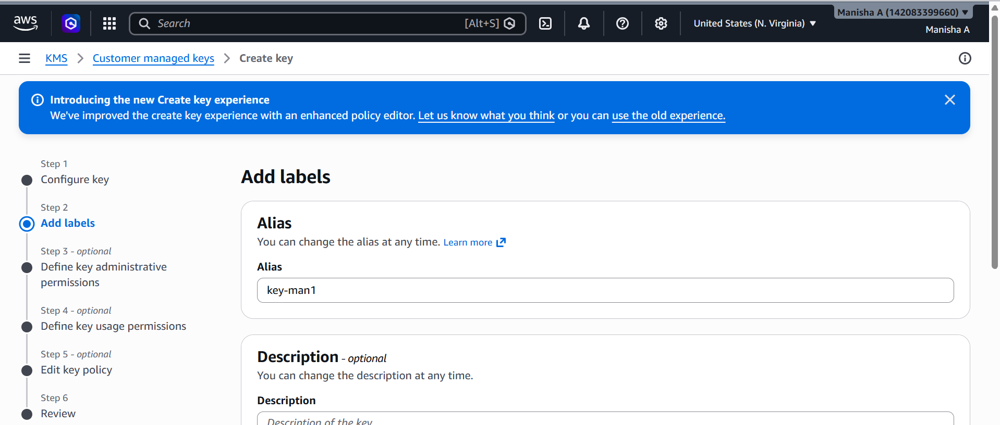 aws
Search
[Alt+S]
United States (N. Virginia)
Manisha A (142083399660)
Manisha A
KMS
Customer managed keys
Create key
Introducing the new Create key experience
We've improved the create key experience with an enhanced policy editor. Let us know what you think or you can use the old experience.
Step 1
Configure key
Step 2
Add labels
Step 3 - optional
Define key administrative
permissions
Step 4 - optional
Define key usage permissions
Step 5 - optional
Edit key policy
Step 6
Review
Add labels
Alias
You can change the alias at any time. Learn more
Alias
key-man1
Description - optional
You can change the description at any time.
Description
Description of the key